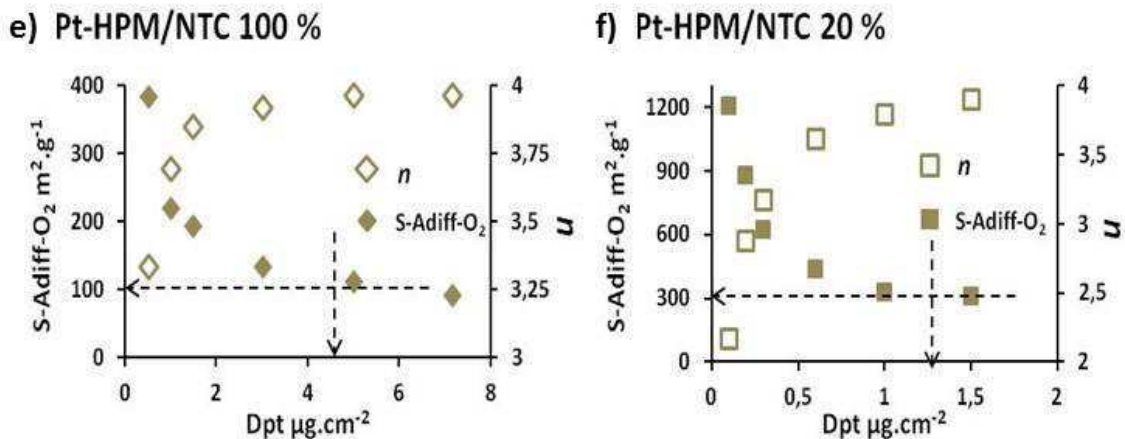 e) Pt-HPM/NTC 100 %
S-Adiff-O₂ m².g⁻¹
400
300
200
100
0
0
2
4
6
8
Dpt µg.cm⁻²
4
3,75
3,5
3,25
3
n
n
S-Adiff-O₂
f) Pt-HPM/NTC 20 %
S-Adiff-O₂ m².g⁻¹
1200
900
600
300
0
0
0,5
1
1,5
2
Dpt µg.cm⁻²
4
3,5
3
2,5
2
n
n
S-Adiff-O₂